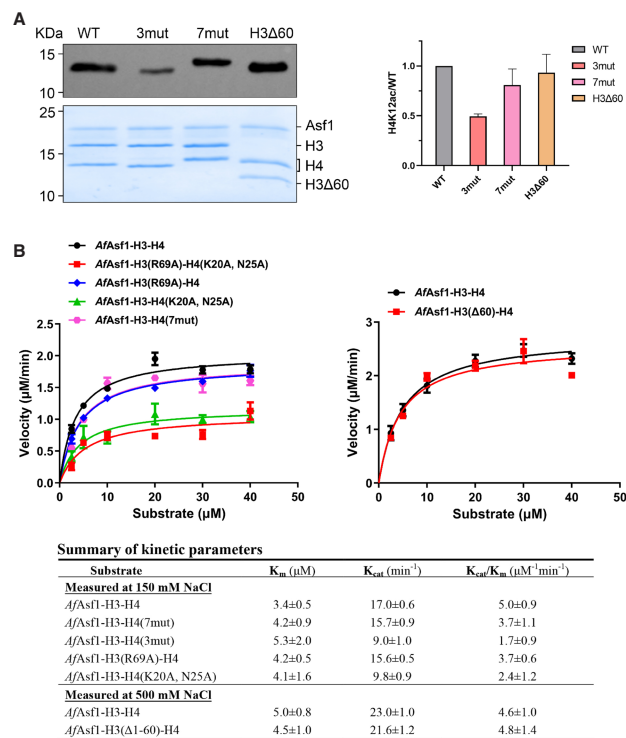 A
KDa WT 3mut 7mut H3Δ60
15
10
25
15
10
Asf1
H3
H4
H3Δ60
H4K12ac/WT
1.0
0.5
0.0
WT
3mut
7mut
H3Δ60
WT
3mut
7mut
H3Δ60
B
AfAsf1-H3-H4
AfAsf1-H3(R69A)-H4(K20A, N25A)
AfAsf1-H3(R69A)-H4
AfAsf1-H3-H4(K20A, N25A)
AfAsf1-H3-H4(7mut)
Velocity (μM/min)
2.5
2.0
1.5
1.0
0.5
0.0
0 10 20 30 40 50
Substrate (μM)
AfAsf1-H3-H4
AfAsf1-H3(Δ60)-H4
Velocity (μM/min)
3
2
1
0
0 10 20 30 40 50
Substrate (μM)
Summary of kinetic parameters
Substrate Km (μM) Kcat (min-1) Kcat/Km (μM-1min-1)
Measured at 150 mM NaCl
AfAsf1-H3-H4 3.4±0.5 17.0±0.6 5.0±0.9
AfAsf1-H3-H4(7mut) 4.2±0.9 15.7±0.9 3.7±1.1
AfAsf1-H3-H4(3mut) 5.3±2.0 9.0±1.0 1.7±0.9
AfAsf1-H3(R69A)-H4 4.2±0.5 15.6±0.5 3.7±0.6
AfAsf1-H3-H4(K20A, N25A) 4.1±1.6 9.8±0.9 2.4±1.2
Measured at 500 mM NaCl
AfAsf1-H3-H4 5.0±0.8 23.0±1.0 4.6±1.0
AfAsf1-H3(Δ1-60)-H4 4.5±1.0 21.6±1.2 4.8±1.4